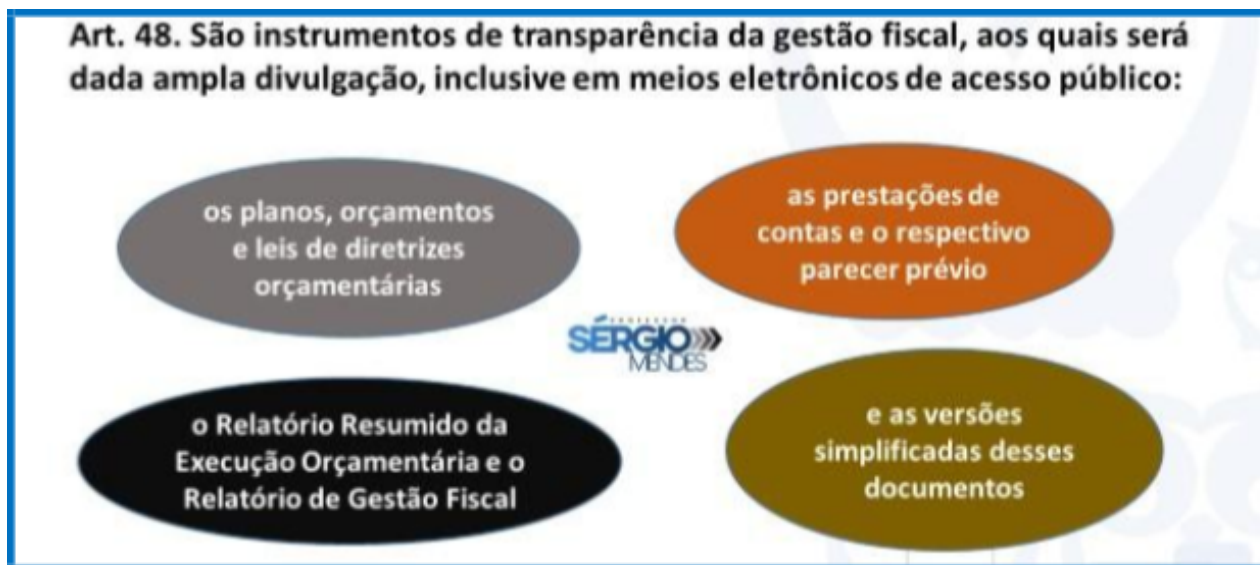 Art. 48. São instrumentos de transparência da gestão fiscal, aos quais será
dada ampla divulgação, inclusive em meios eletrônicos de acesso público:
os planos, orçamentos
e leis de diretrizes
orçamentárias
as prestações de
contas e o respectivo
parecer prévio
PROFESSOR
SÉRGIO
MENDES
o Relatório Resumido da
Execução Orçamentária e o
Relatório de Gestão Fiscal
e as versões
simplificadas desses
documentos